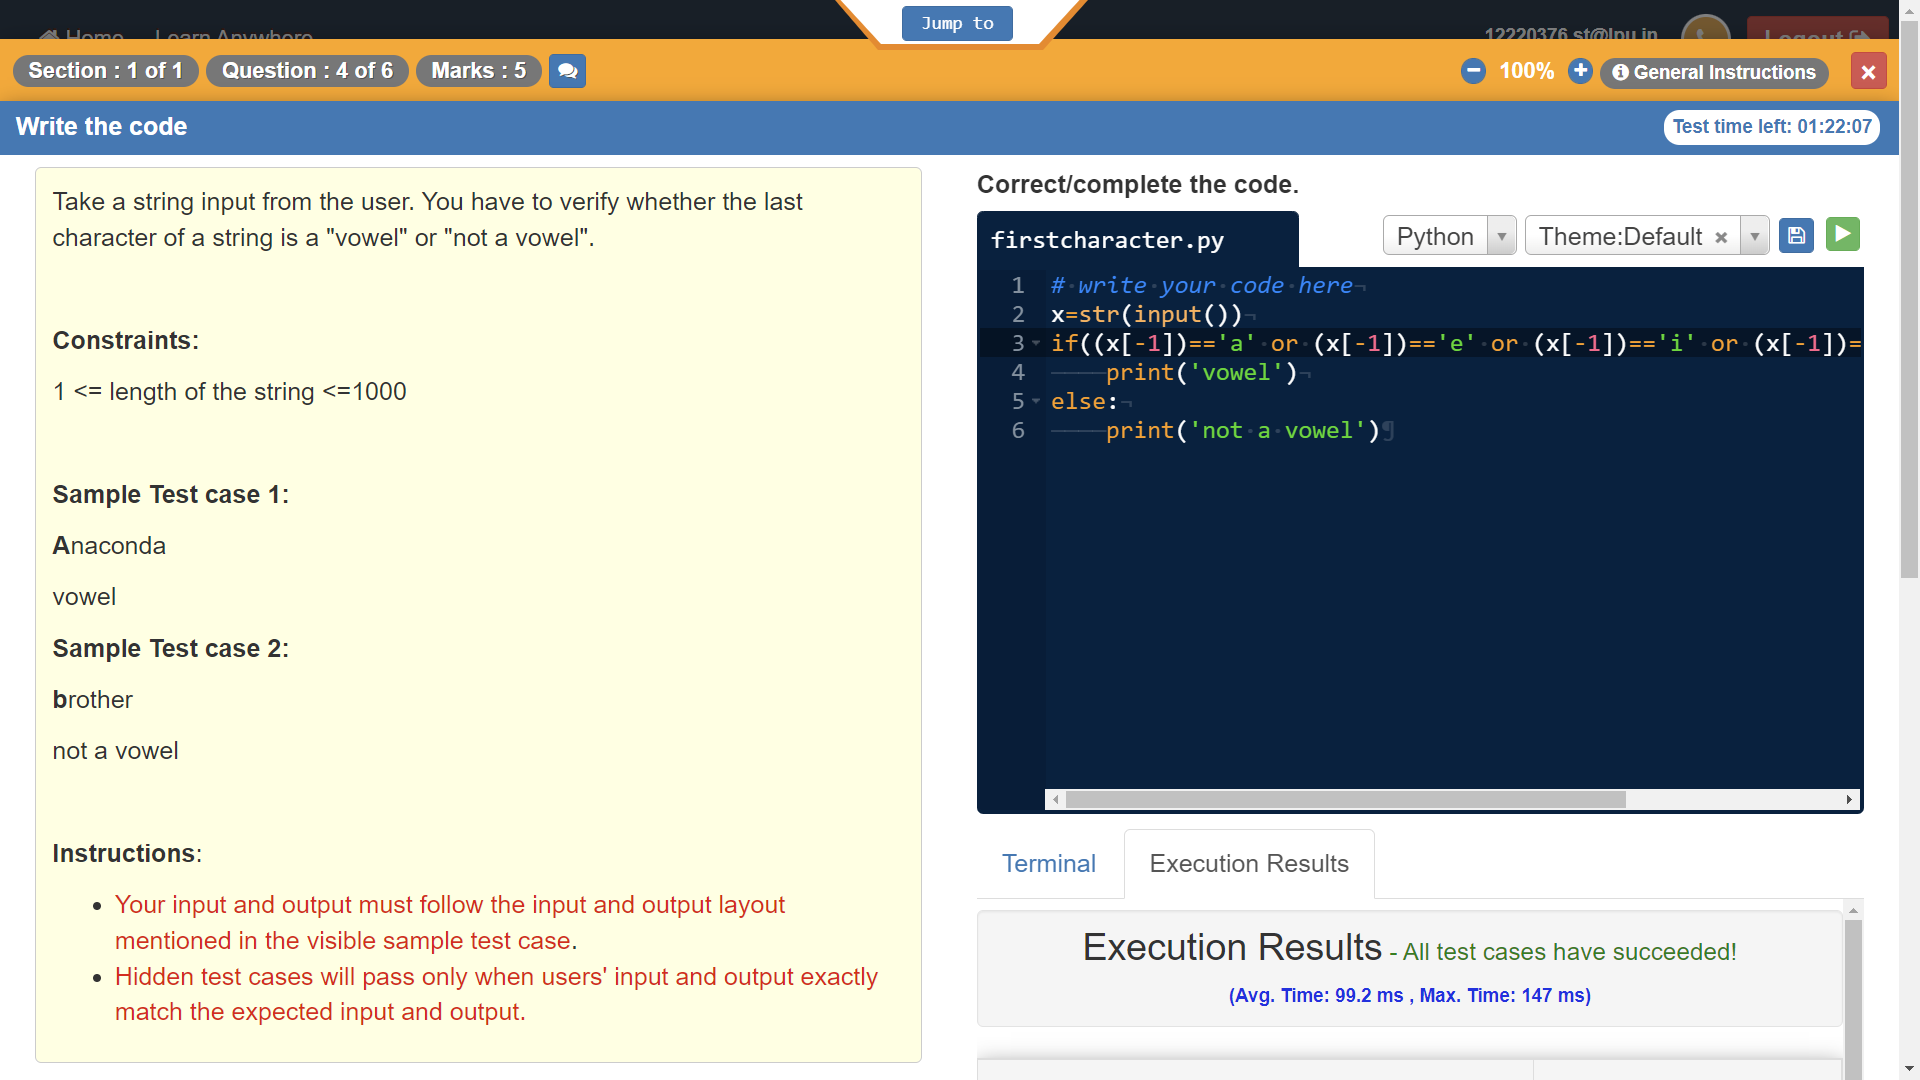 Home Learn Anywhere
Jump to
12220376.st@lpu.in
Logout
Section : 1 of 1
Question : 4 of 6
Marks : 5
100%
General Instructions
Write the code
Test time left: 01:22:07
Take a string input from the user. You have to verify whether the last
character of a string is a "vowel" or "not a vowel".
Constraints:
1 <= length of the string <=1000
Sample Test case 1:
Anaconda
vowel
Sample Test case 2:
brother
not a vowel
Instructions:
• Your input and output must follow the input and output layout
mentioned in the visible sample test case.
• Hidden test cases will pass only when users' input and output exactly
match the expected input and output.
Correct/complete the code.
firstcharacter.py
Python
Theme:Default
1 # write your code here
2 x=str(input())
3 if((x[-1])=='a' or (x[-1])=='e' or (x[-1])=='i' or (x[-1])=
4 print('vowel')
5 else:
6 print('not a vowel')
Terminal
Execution Results
Execution Results - All test cases have succeeded!
(Avg. Time: 99.2 ms , Max. Time: 147 ms)